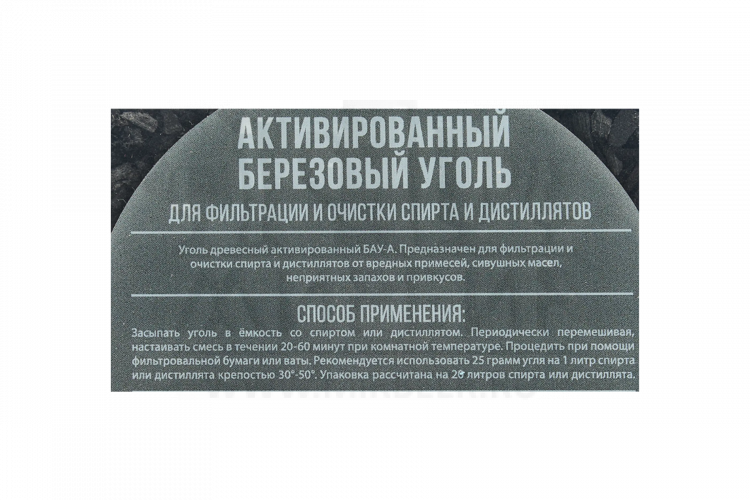 АКТИВИРОВАННЫЙ
БЕРЕЗОВЫЙ УГОЛЬ
ДЛЯ ФИЛЬТРАЦИИ И ОЧИСТКИ СПИРТА И ДИСТИЛЛЯТОВ
Уголь древесный активированный БАУ-А. Предназначен для фильтрации и
очистки спирта и дистиллятов от вредных примесей, сивушных масел,
неприятных запахов и привкусов.
СПОСОБ ПРИМЕНЕНИЯ:
Засыпать уголь в ёмкость со спиртом или дистиллятом. Периодически перемешивая,
настаивать смесь в течении 20-60 минут при комнатной температуре. Процедить при помощи
фильтровальной бумаги или ваты. Рекомендуется использовать 25 грамм угля на 1 литр спирта
или дистиллята крепостью 30°-50°. Упаковка рассчитана на 20 литров спирта или дистиллята.